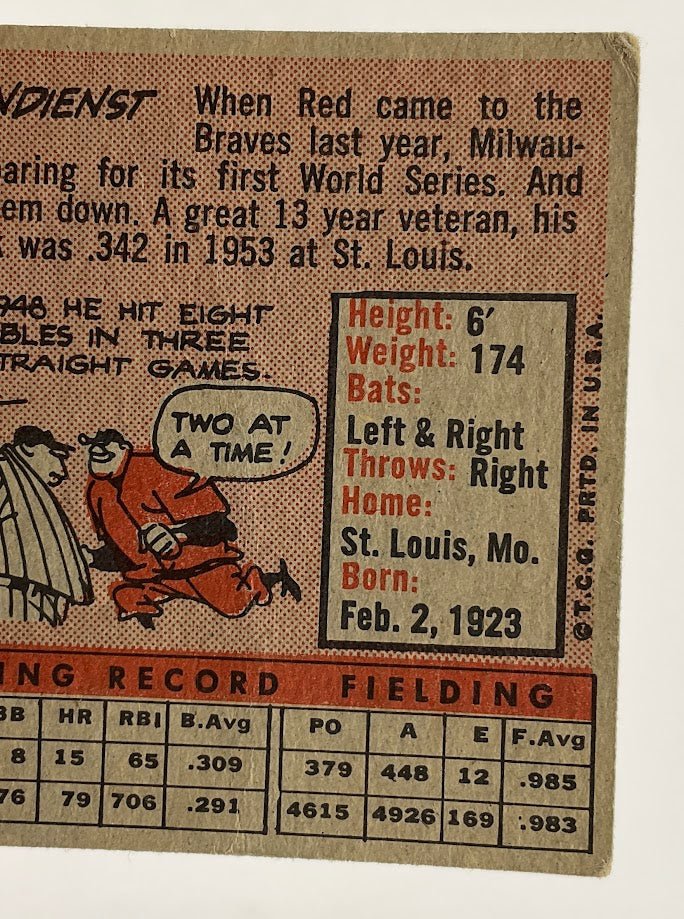 NDIENST When Red came to the
Braves last year, Milwau-
aring for its first World Series. And
em down. A great 13 year veteran, his
k was .342 in 1953 at St. Louis.
948 HE HIT EIGHT
BLES IN THREE
TRAIGHT GAMES.
TWO AT
A TIME!
Height: 6′
Weight: 174
Bats:
Left & Right
Throws: Right
Home:
St. Louis, Mo.
Born:
Feb. 2, 1923
©T.C.G. PRTD. IN U.S.A.
ING RECORD FIELDING
3B HR RBI B.Avg PO A E F.Avg
8 15 65 .309 379 448 12 .985
76 79 706 .291 4615 4926 169 .983